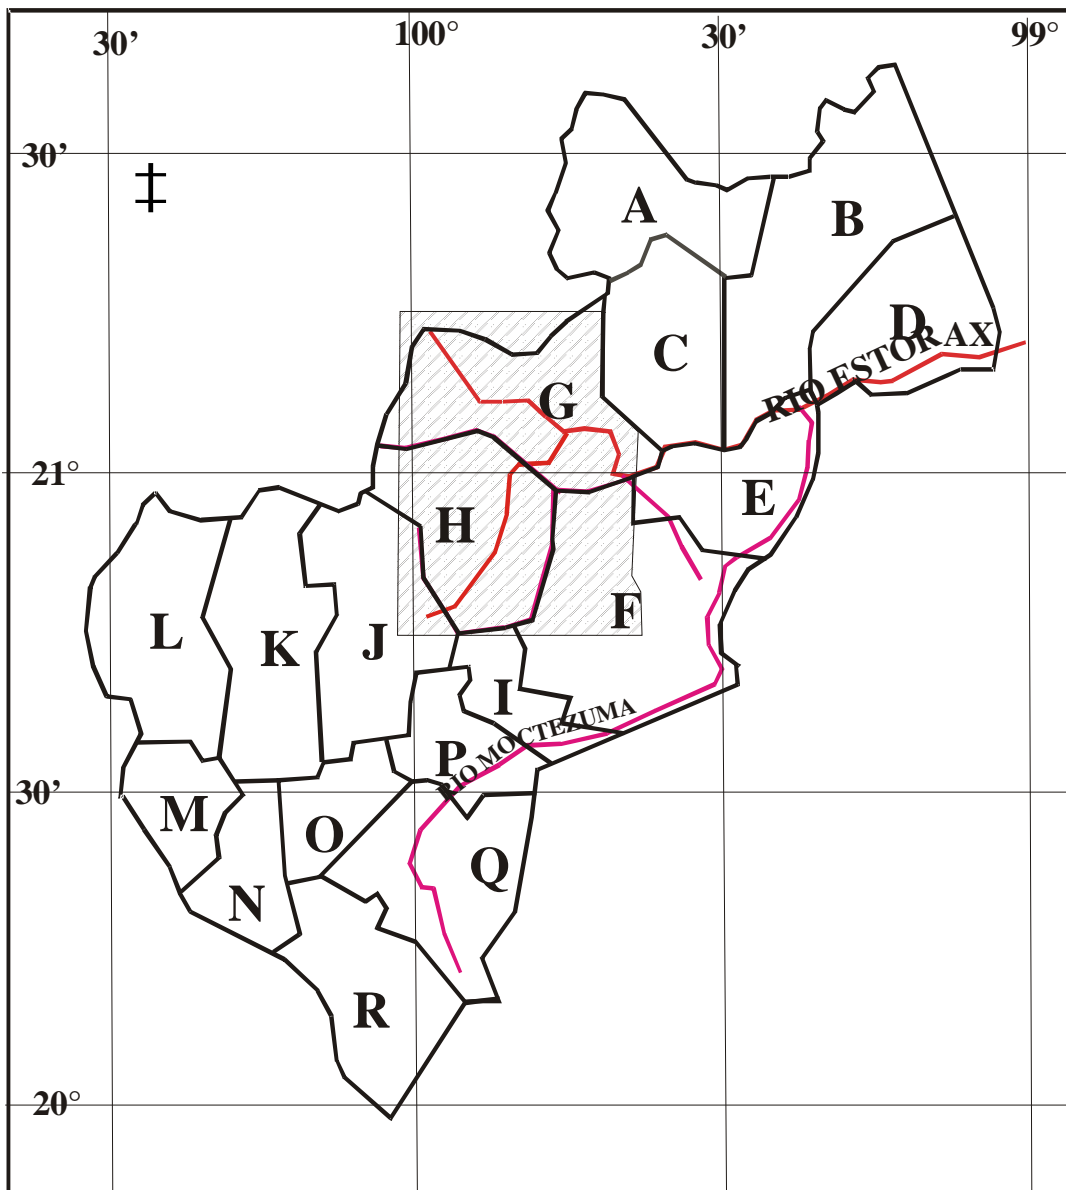 30’
100°
30’
99°
30’
‡
A
B
C
D
RIO ESTORAX
G
21°
E
H
F
L
K
J
I
RIO MOCTEZUMA
P
30’
M
O
Q
N
R
20°